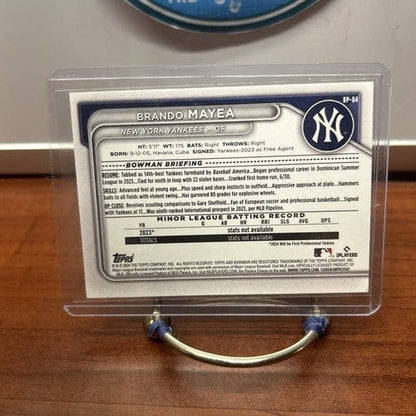 BP-84
BRANDO MAYEA
NEW YORK YANKEES • OF
HT: 5'11" WT: 175 BATS: Right THROWS: Right
BORN: 9-12-05, Havana, Cuba SIGNED: Yankees-2023 as Free Agent
BOWMAN BRIEFING
RESUME: Tabbed as 14th-best Yankees farmhand by Baseball America...Began professional career in Dominican Summer
League in 2023...Tied for ninth in loop with 22 stolen bases...Cranked first home run, 6/30.
SKILLS: Advanced feel at young age...Plus speed and sharp instincts in outfield...Aggressive approach at plate...Hammers
balls to all fields with violent swing...Has garnered 80 grades for explosive wheels.
UP CLOSE: Receives scouting comparisons to Gary Sheffield...Fan of European soccer and professional basketball...Signed
with Yankees at 17...Was ninth-ranked international prospect in 2023, per MLB Pipeline.
MINOR LEAGUE BATTING RECORD
YR G AB HR RBI SLG AVG OPS
2023* stats not available
TOTALS stats not available
*2024 Will be First Professional Season
Topps
PLAYERS